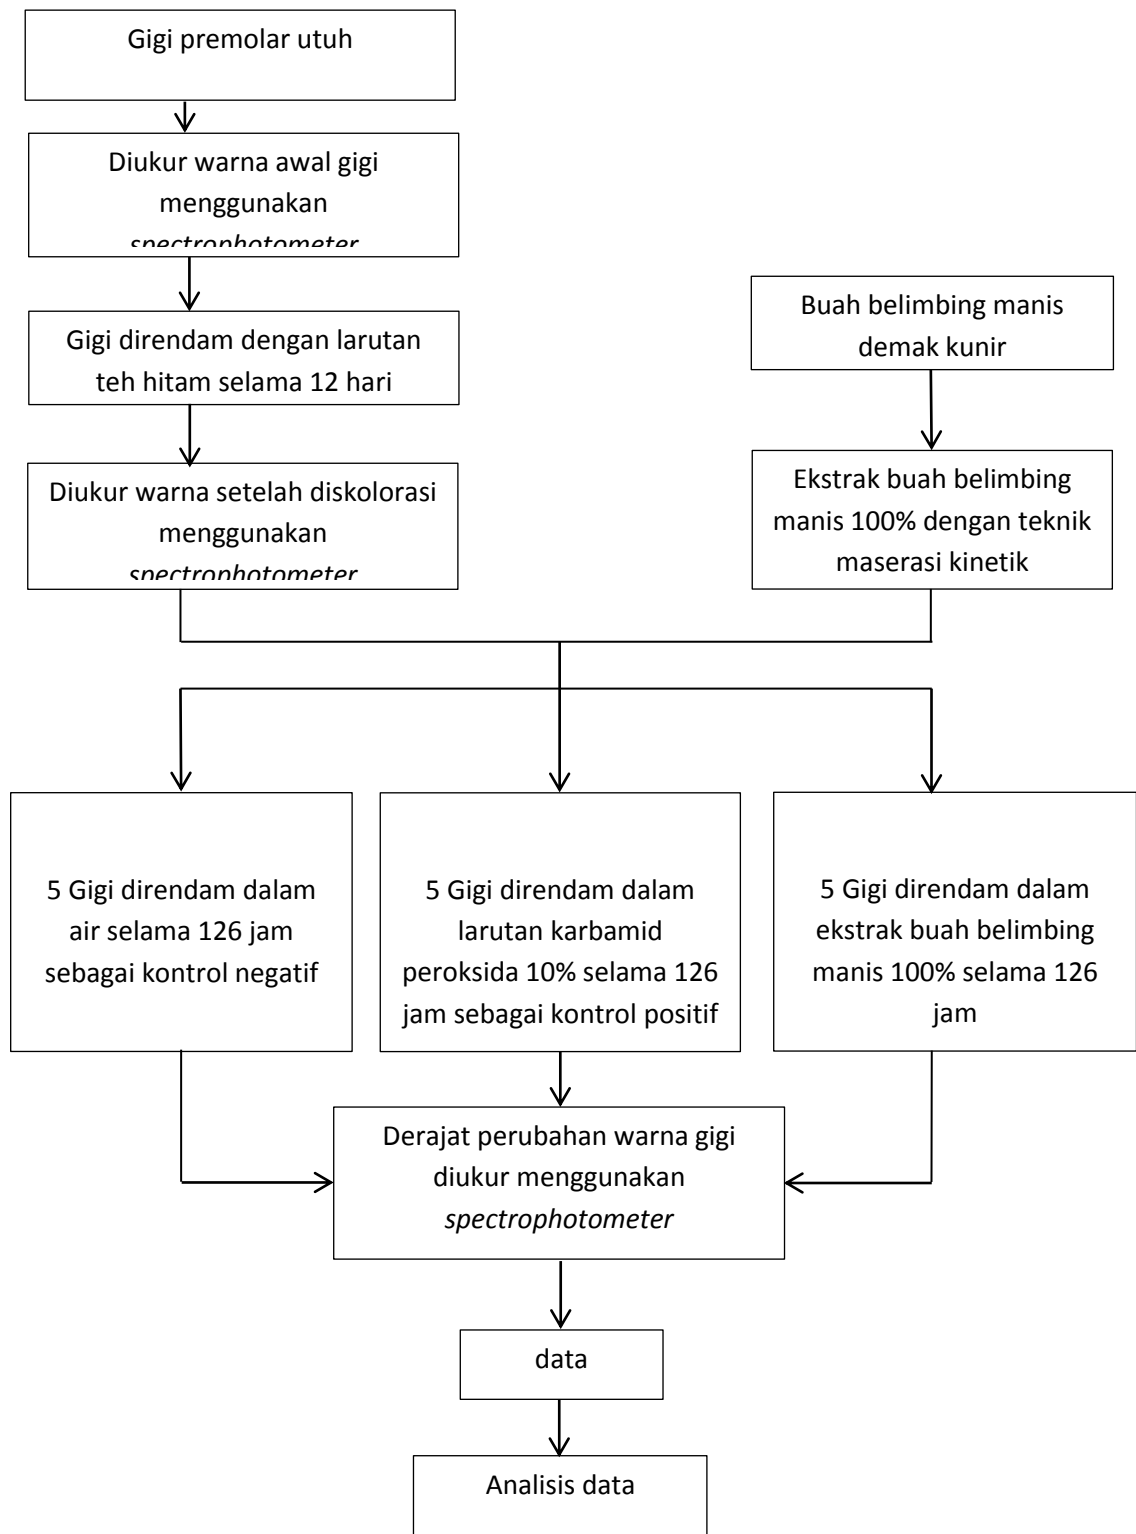 Gigi premolar utuh
Diukur warna awal gigi
menggunakan
spectrophotometer
Gigi direndam dengan larutan
teh hitam selama 12 hari
Diukur warna setelah diskolorasi
menggunakan
spectrophotometer
Buah belimbing manis
demak kunir
Ekstrak buah belimbing
manis 100% dengan teknik
maserasi kinetik
5 Gigi direndam dalam
air selama 126 jam
sebagai kontrol negatif
5 Gigi direndam dalam
larutan karbamid
peroksida 10% selama 126
jam sebagai kontrol positif
5 Gigi direndam dalam
ekstrak buah belimbing
manis 100% selama 126
jam
Derajat perubahan warna gigi
diukur menggunakan
spectrophotometer
data
Analisis data